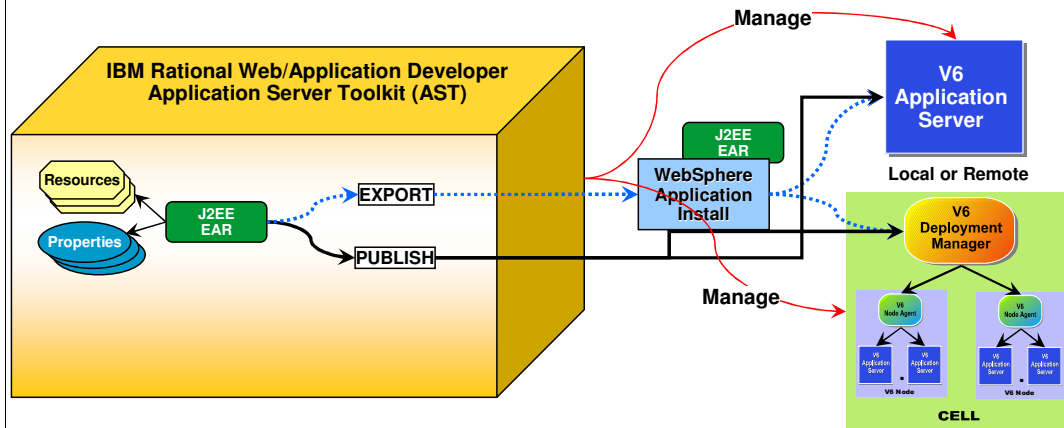 Manage
IBM Rational Web/Application Developer
Application Server Toolkit (AST)
V6
Application
Server
Local or Remote
J2EE
EAR
WebSphere
Application
Install
Resources
Properties
J2EE
EAR
EXPORT
PUBLISH
Manage
V6
Deployment
Manager
V6
Node Agent
V6
Application
Server
V6
Application
Server
V6 Node
V6
Node Agent
V6
Application
Server
V6
Application
Server
V6 Node
CELL